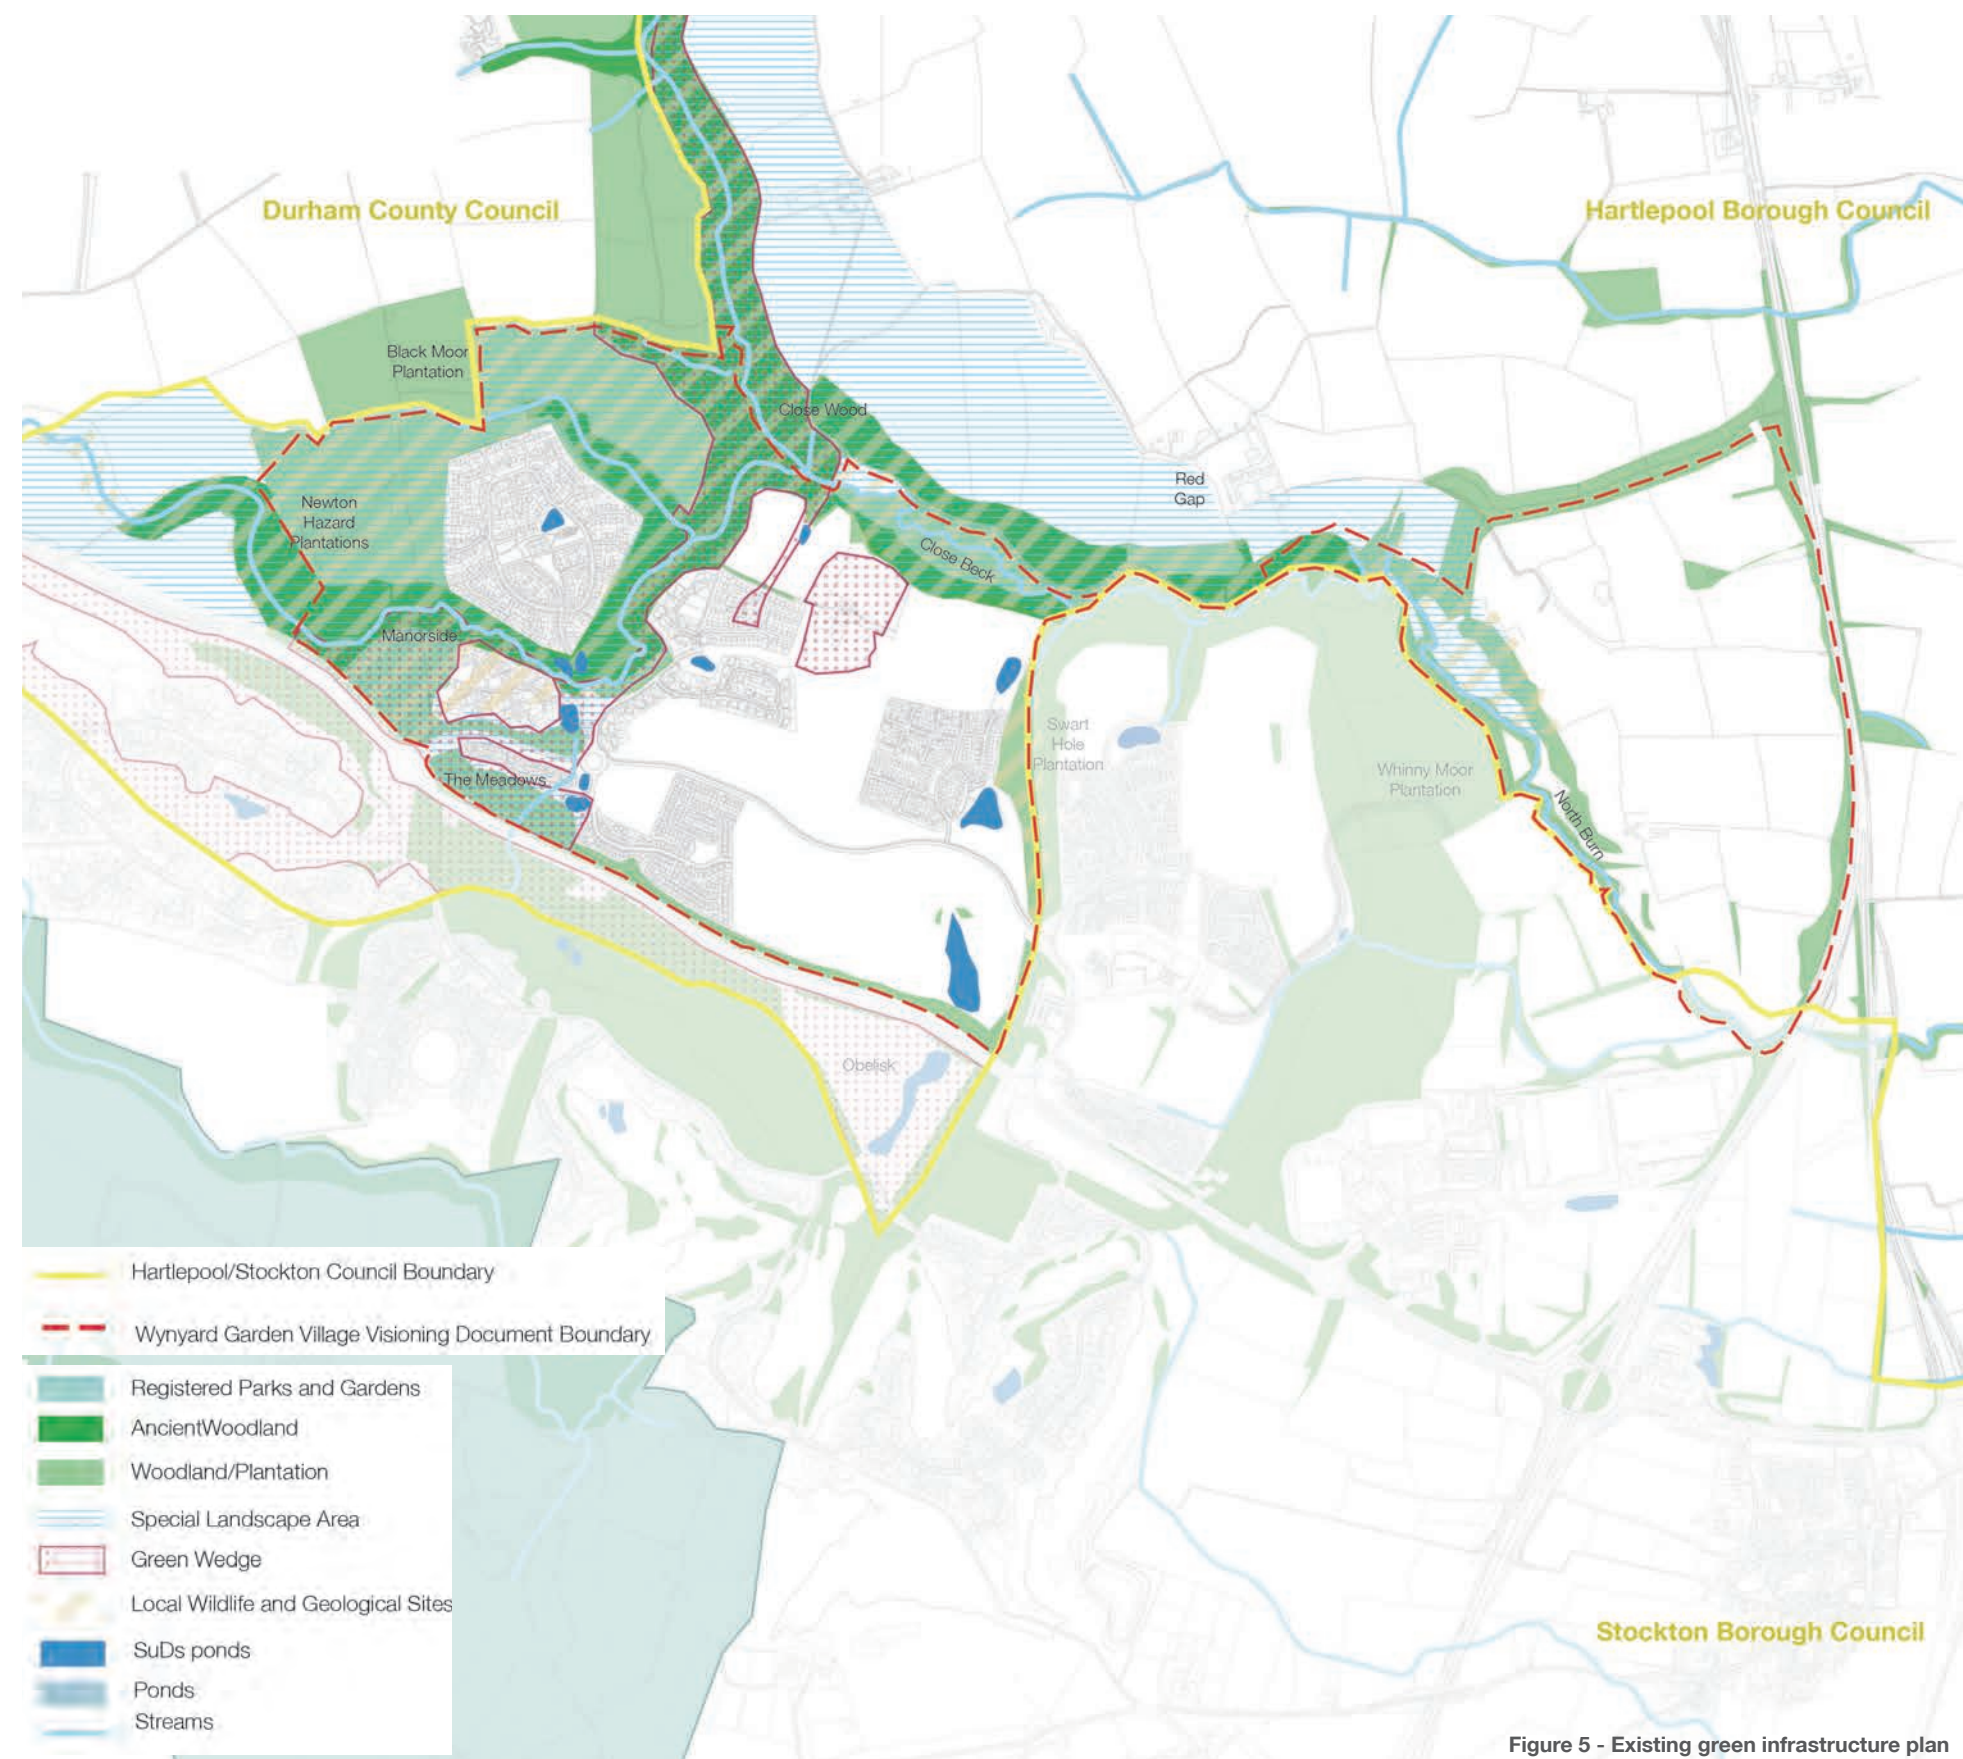 Durham County Council
Hartlepool Borough Council
Black Moor
Plantation
Close Wood
Red
Gap
Newton
Hazard
Plantations
Close Beck
Manorside
Swart
Hole
Plantation
Whinny Moor
Plantation
The Meadows
North Burn
Obelisk
Hartlepool/Stockton Council Boundary
Wynyard Garden Village Visioning Document Boundary
Registered Parks and Gardens
AncientWoodland
Woodland/Plantation
Special Landscape Area
Green Wedge
Local Wildlife and Geological Sites
SuDs ponds
Ponds
Streams
Stockton Borough Council
Figure 5 - Existing green infrastructure plan